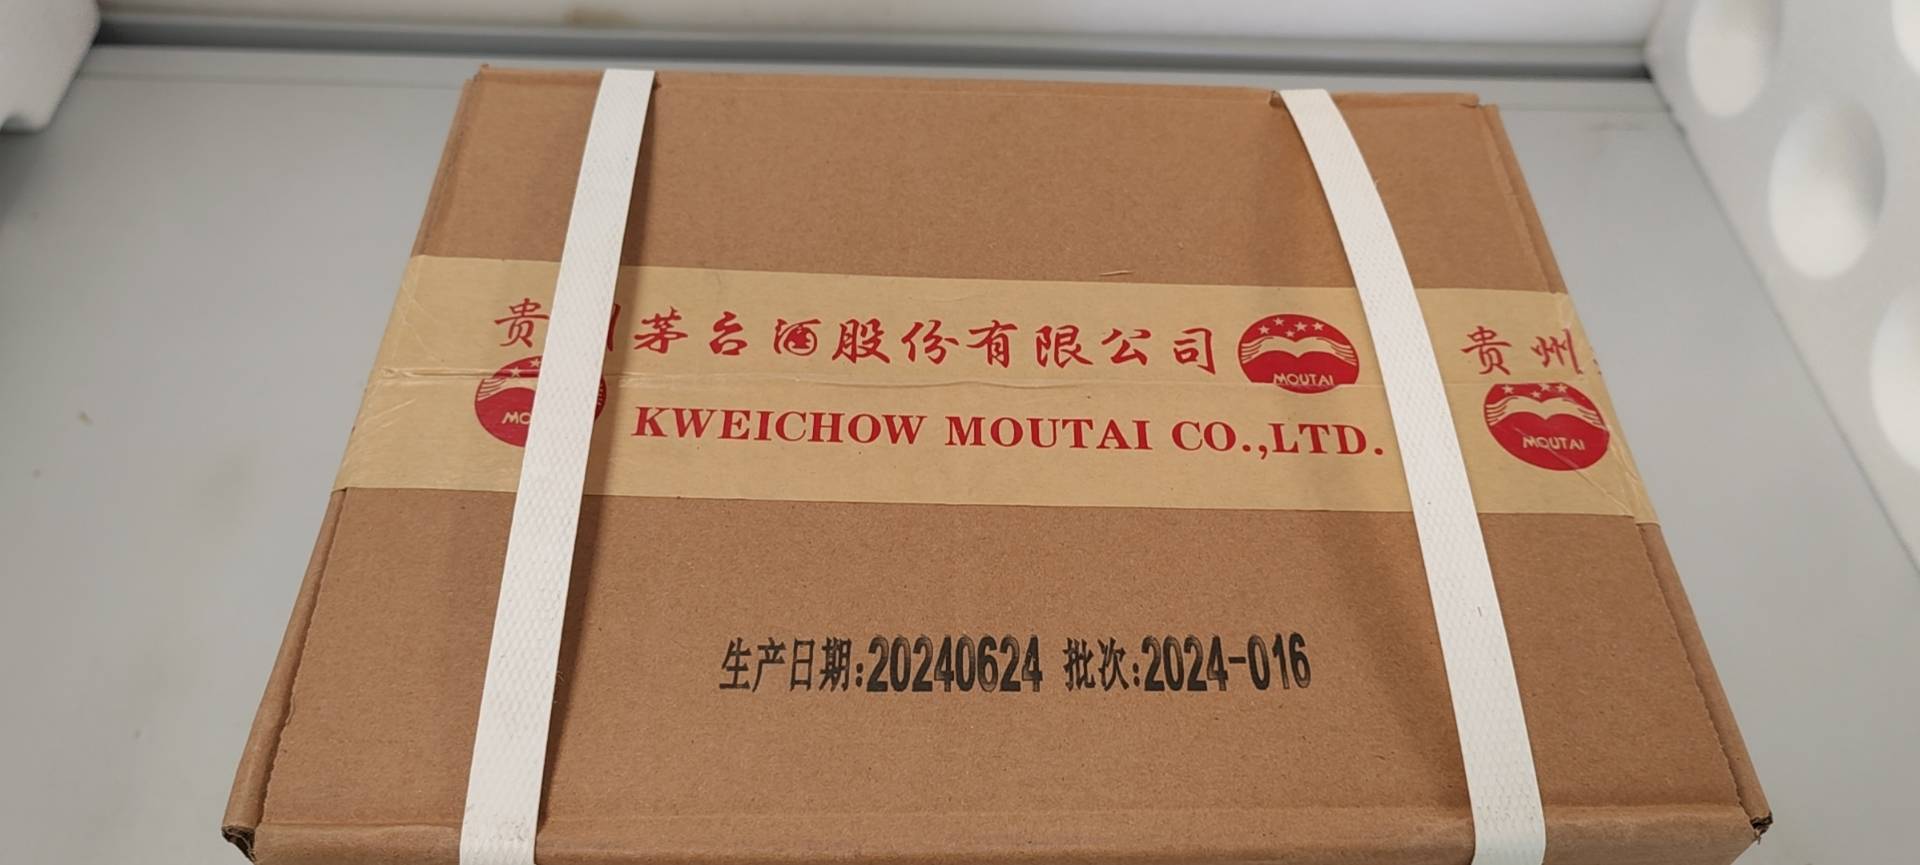 贵州茅台酒股份有限公司
MOUTAI
贵州
MOUTAI
KWEICHOW MOUTAI CO.,LTD.
MOUTAI
生产日期:20240624 批次:2024-016